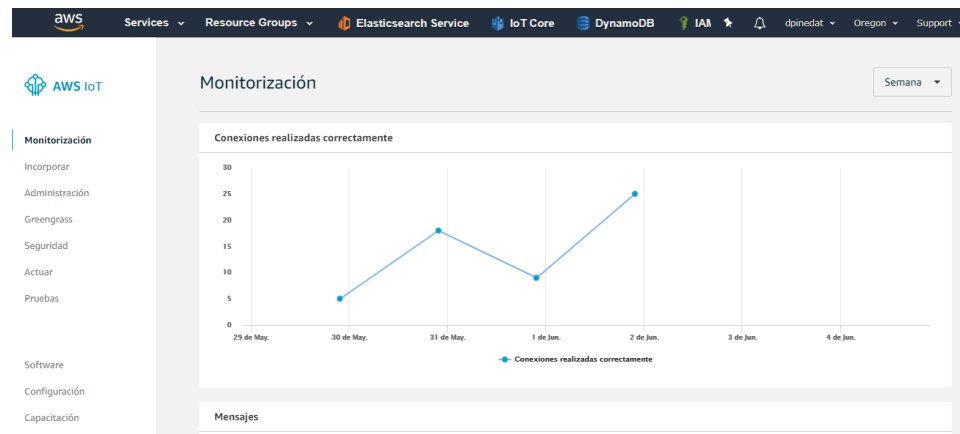 aws Services Resource Groups Elasticsearch Service IoT Core DynamoDB IAM dpinedat Oregon Support
AWS IoT
Monitorización
Incorporar
Administración
Greengrass
Seguridad
Actuar
Pruebas
Software
Configuración
Capacitación
Monitorización
Semana
Conexiones realizadas correctamente
30
25
20
15
10
5
0
29 de May. 30 de May. 31 de May. 1 de Jun. 2 de Jun. 3 de Jun. 4 de Jun.
Conexiones realizadas correctamente
Mensajes